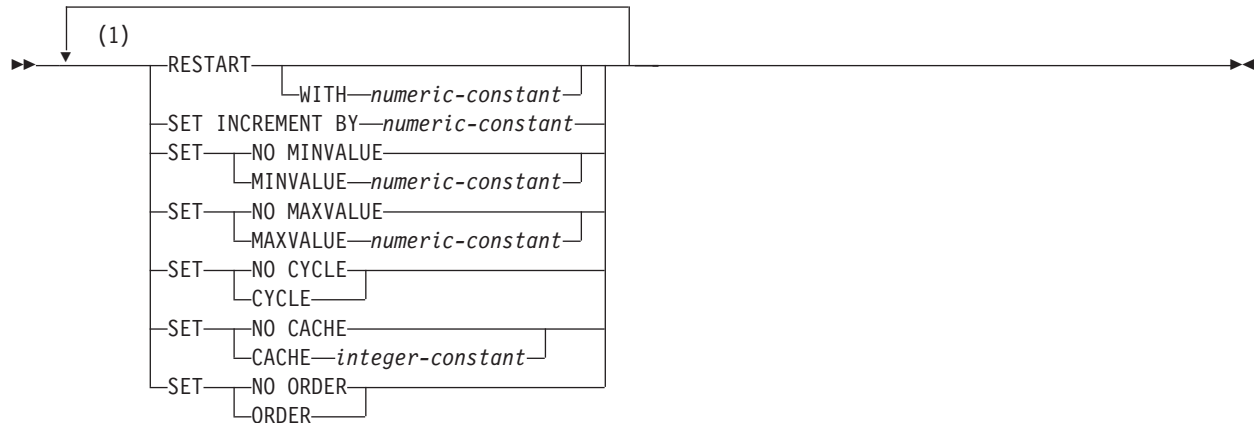 (1)
RESTART
WITH numeric-constant
SET INCREMENT BY numeric-constant
SET NO MINVALUE
MINVALUE numeric-constant
SET NO MAXVALUE
MAXVALUE numeric-constant
SET NO CYCLE
CYCLE
SET NO CACHE
CACHE integer-constant
SET NO ORDER
ORDER